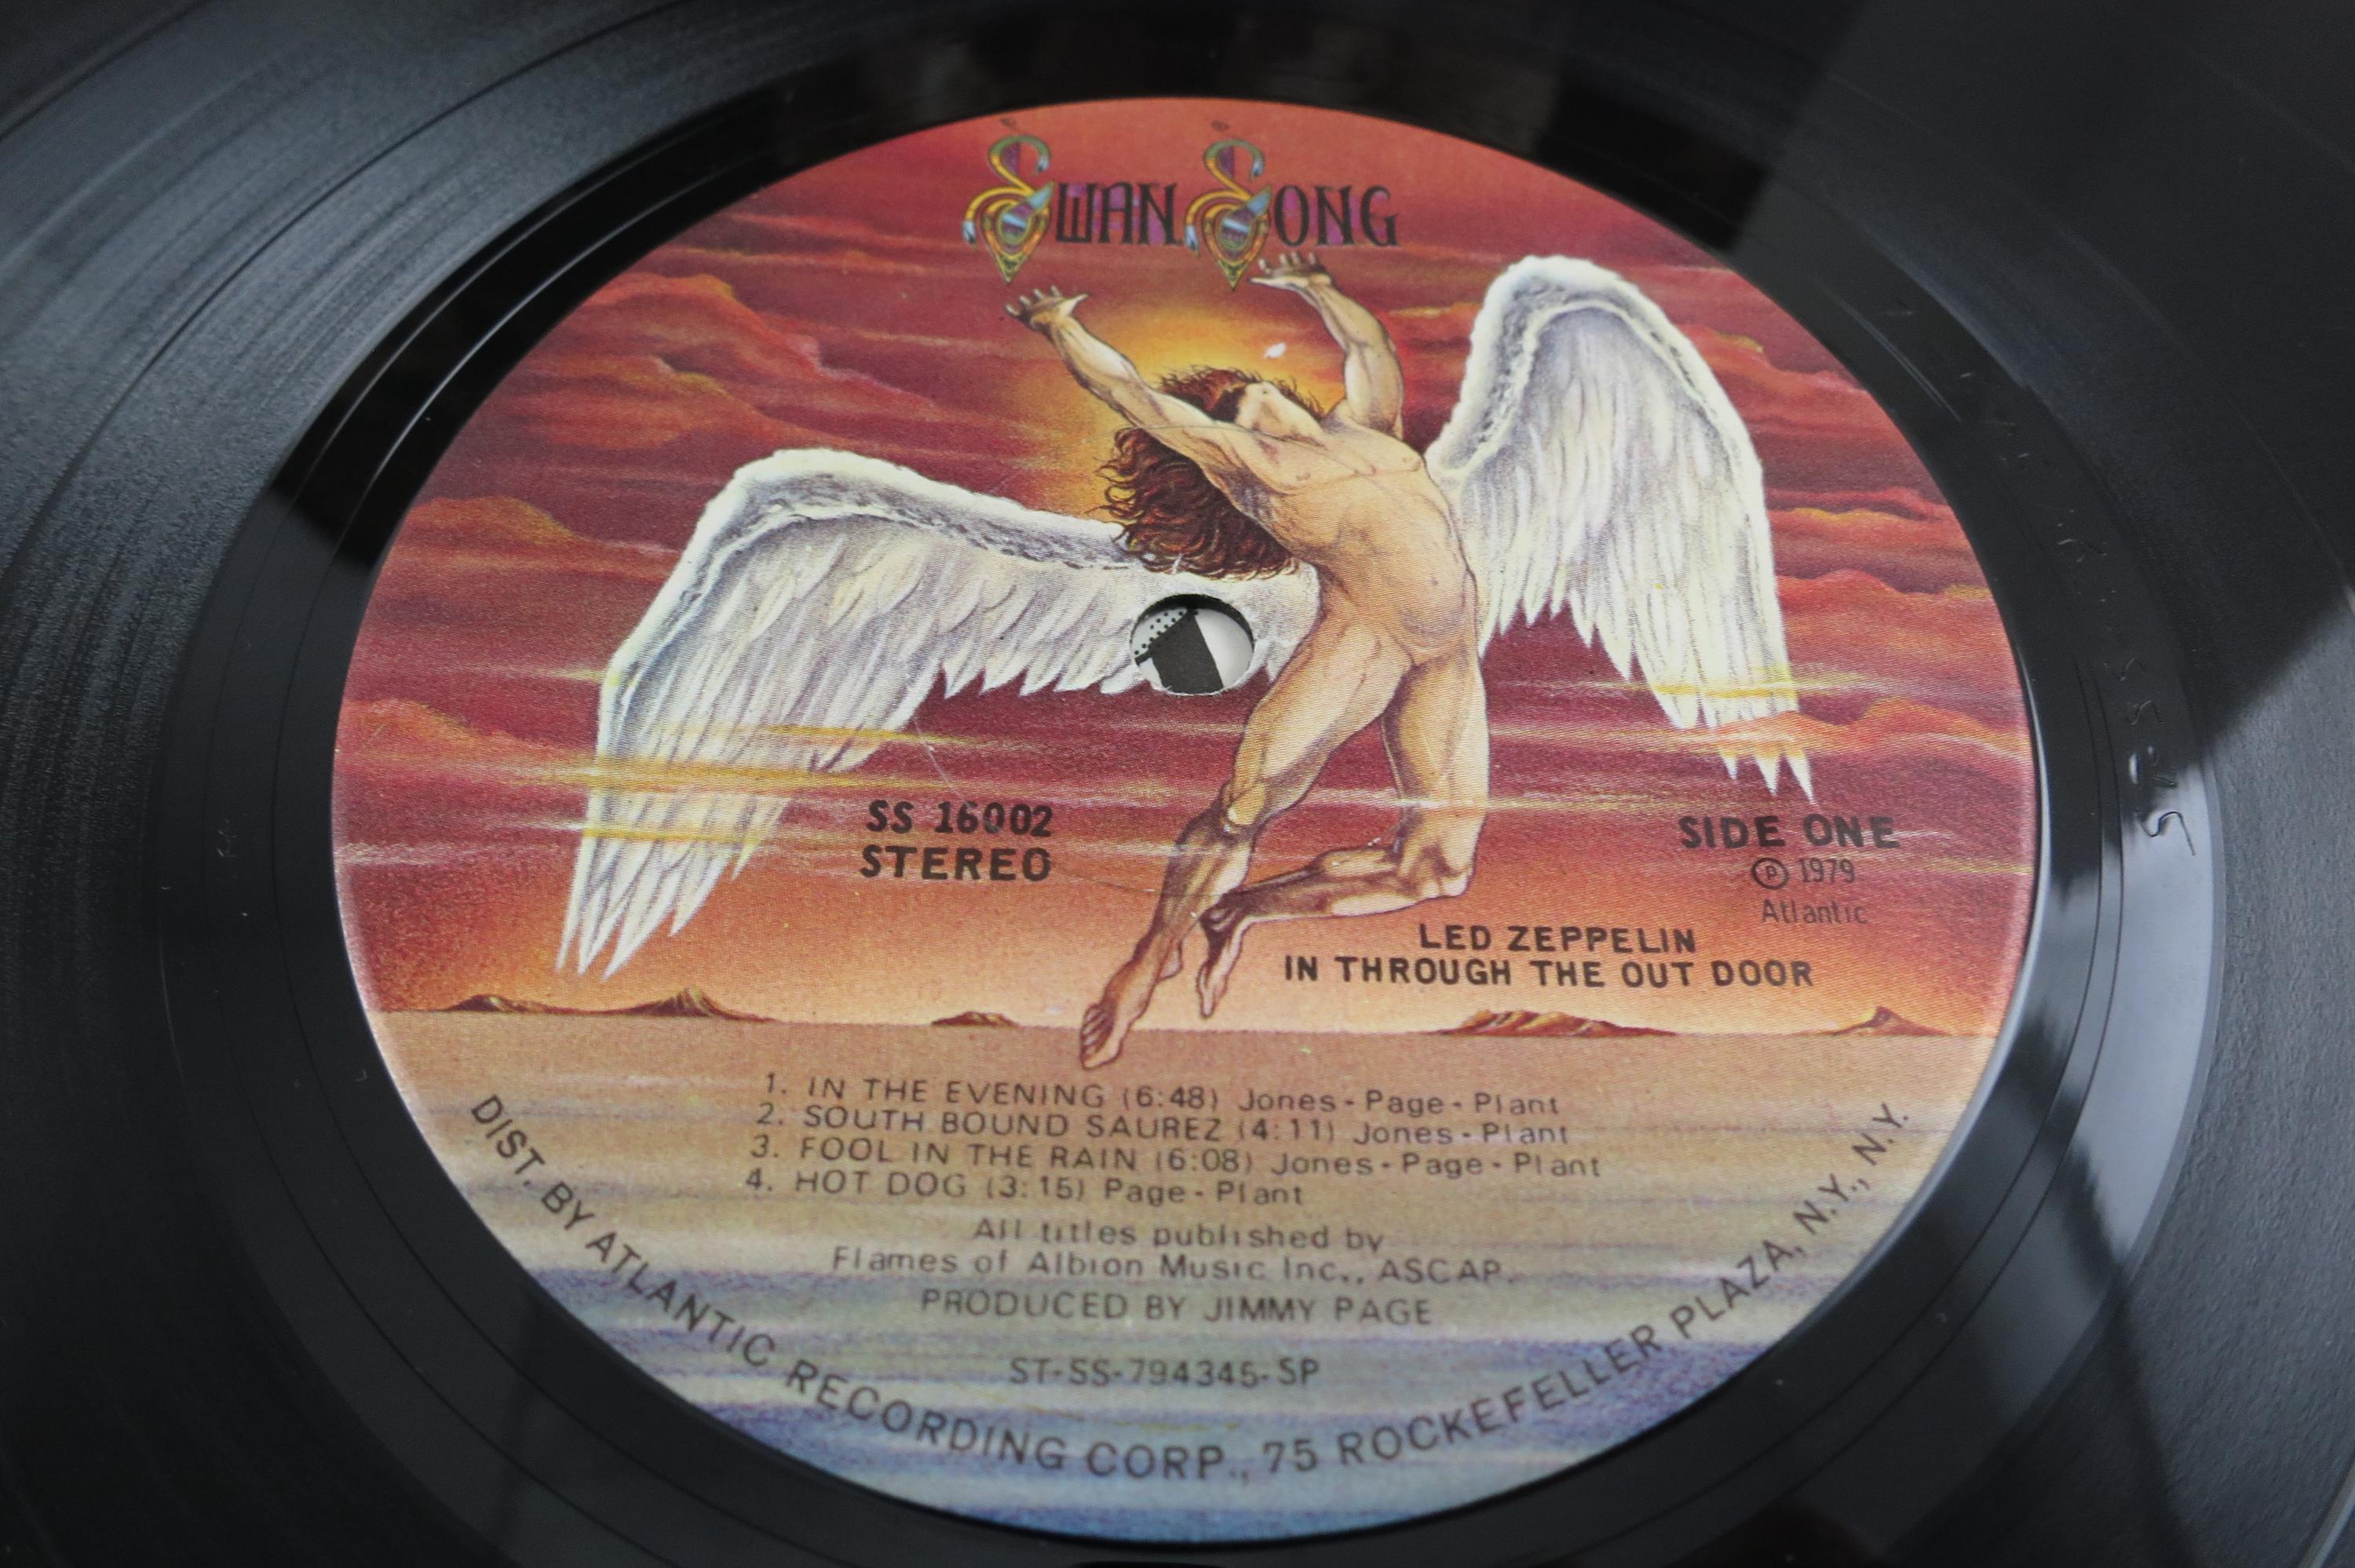 SWAN SONG
SS 16002
STEREO
SIDE ONE
Ⓟ 1979
Atlantic
LED ZEPPELIN
IN THROUGH THE OUT DOOR
1. IN THE EVENING (6:48) Jones-Page-Plant
2. SOUTH BOUND SAUREZ (4:11) Jones-Plant
3. FOOL IN THE RAIN (6:08) Jones-Page-Plant
4. HOT DOG (3:15) Page-Plant
All titles published by
Flames of Albion Music Inc., ASCAP.
PRODUCED BY JIMMY PAGE
ST-SS-794345-SP
DIST. BY ATLANTIC RECORDING CORP., 75 ROCKEFELLER PLAZA, N.Y., N.Y.